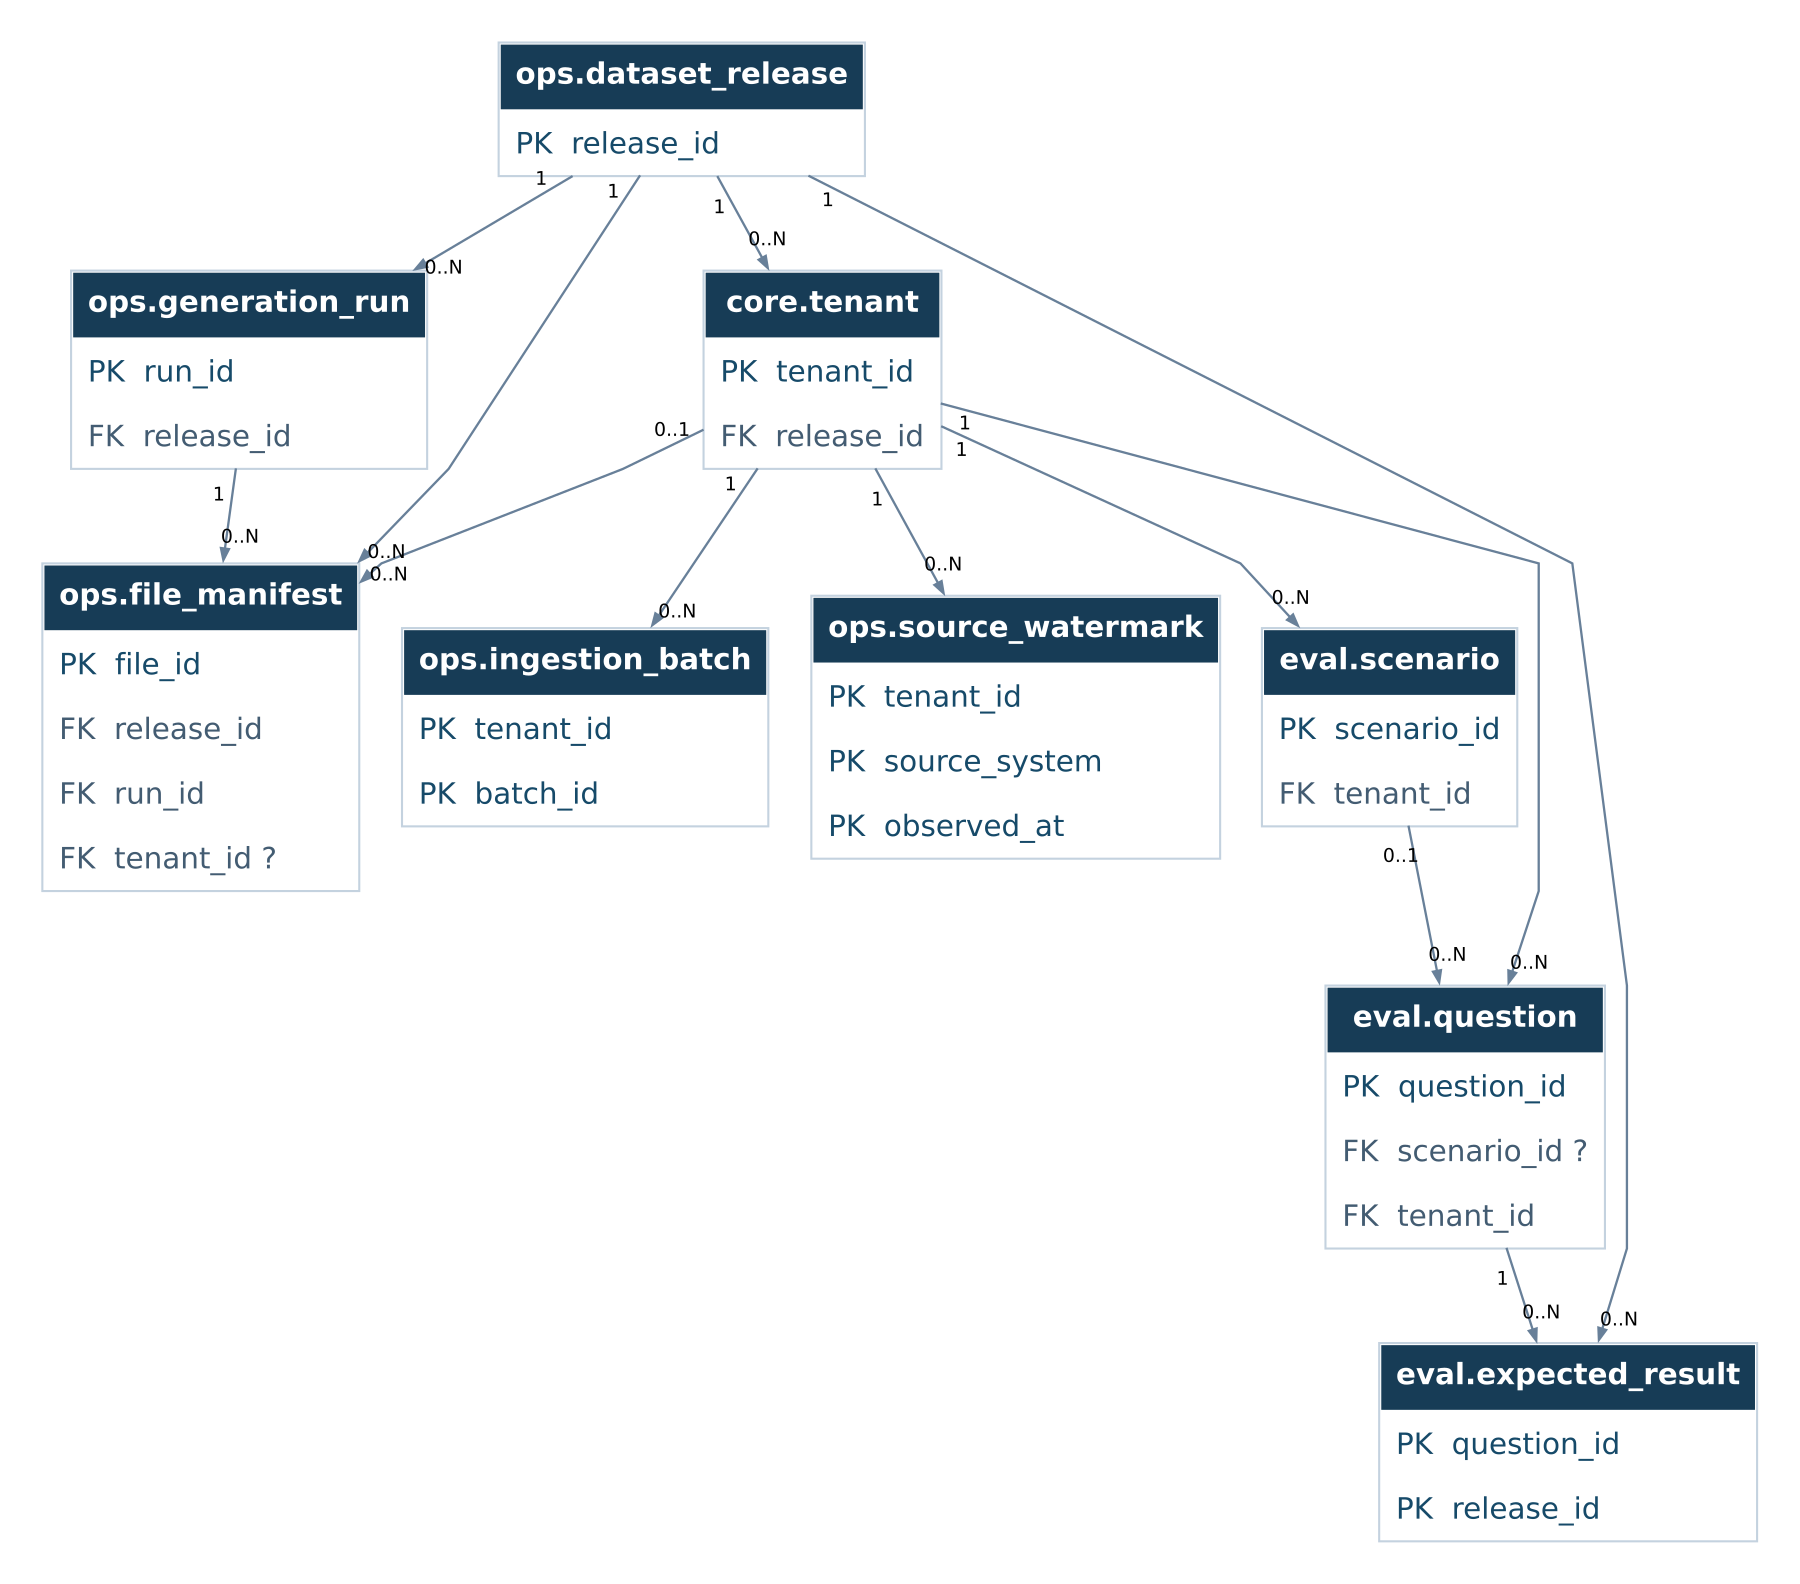 ops.dataset_release
PK release_id
1
1
1
1
0..N
0..N
ops.generation_run
PK run_id
FK release_id
core.tenant
PK tenant_id
FK release_id
0..1
1
1
1
1
1
0..N
0..N
0..N
0..N
0..N
0..N
ops.file_manifest
PK file_id
FK release_id
FK run_id
FK tenant_id ?
ops.ingestion_batch
PK tenant_id
PK batch_id
ops.source_watermark
PK tenant_id
PK source_system
PK observed_at
eval.scenario
PK scenario_id
FK tenant_id
0..1
0..N
0..N
eval.question
PK question_id
FK scenario_id ?
FK tenant_id
1
0..N
0..N
eval.expected_result
PK question_id
PK release_id